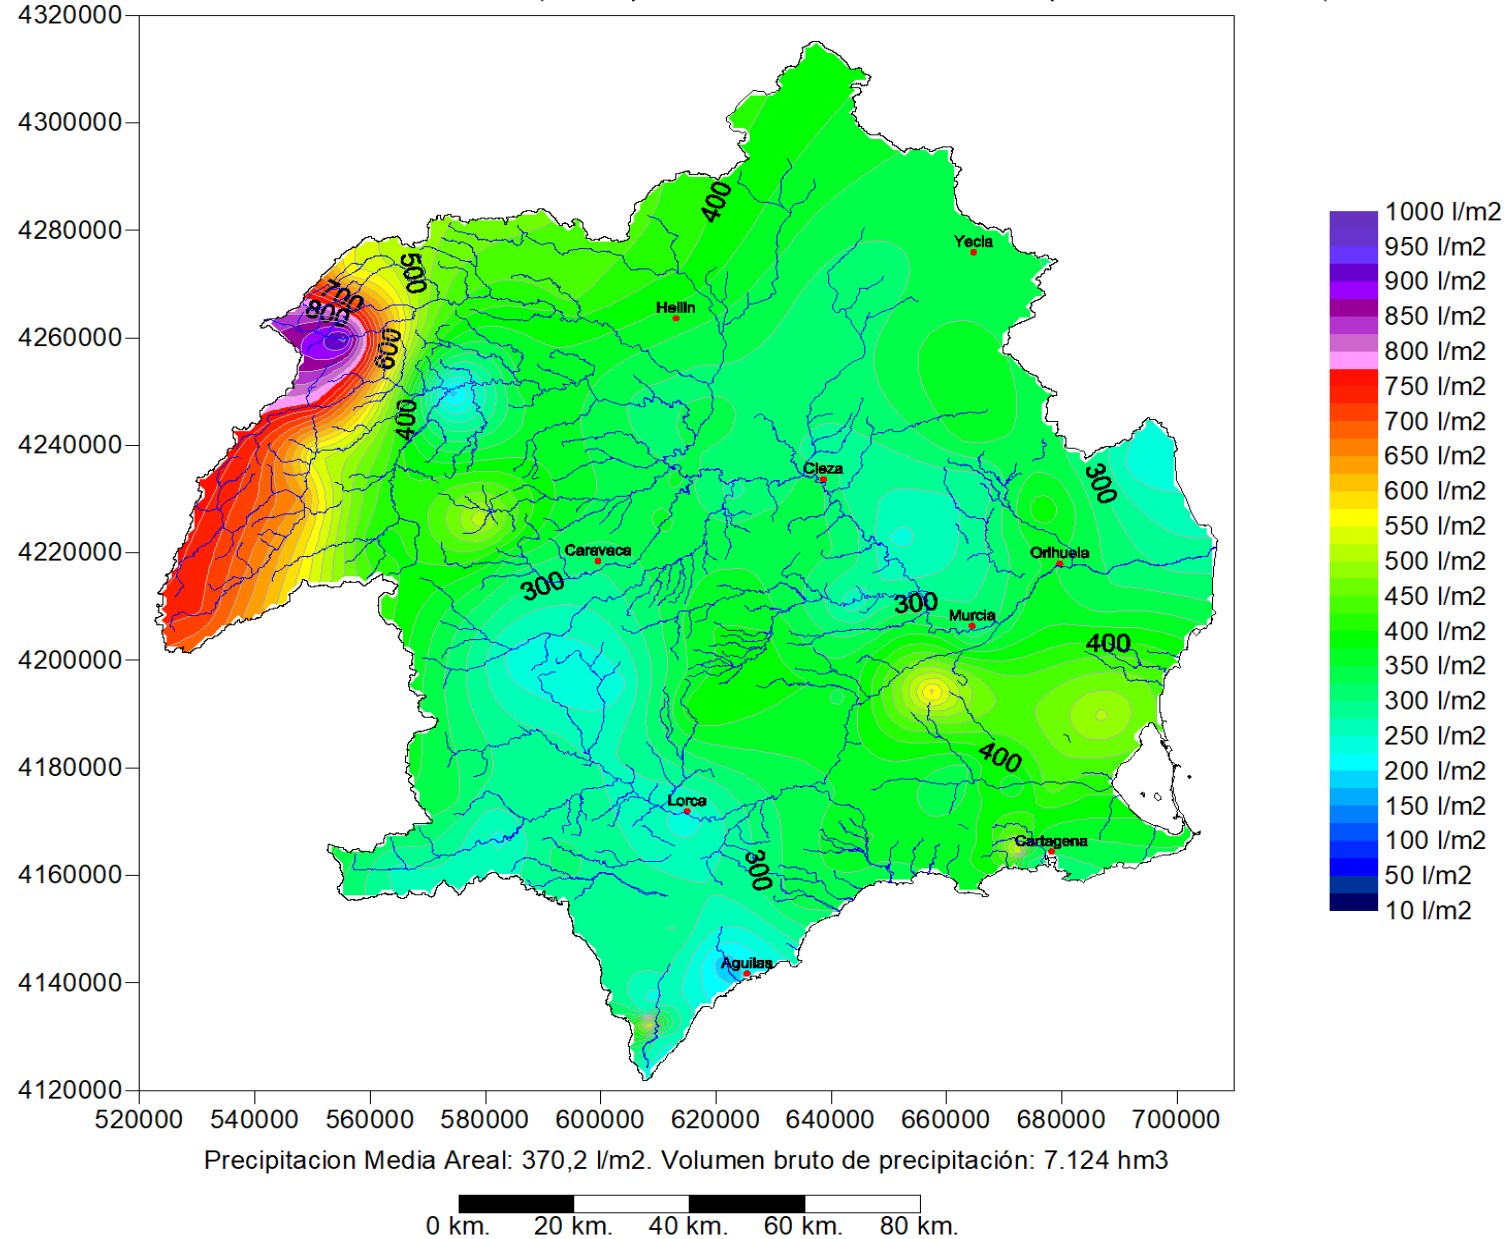 4320000
4300000
4280000
4260000
4240000
4220000
4200000
4180000
4160000
4140000
4120000
520000 540000 560000 580000 600000 620000 640000 660000 680000 700000
400
500
700
800
600
400
300
300
300
400
400
300
Yecla
Hellin
Cieza
Caravaca
Orihuela
Murcia
Lorca
Cartagena
Aguilas
1000 l/m2
950 l/m2
900 l/m2
850 l/m2
800 l/m2
750 l/m2
700 l/m2
650 l/m2
600 l/m2
550 l/m2
500 l/m2
450 l/m2
400 l/m2
350 l/m2
300 l/m2
250 l/m2
200 l/m2
150 l/m2
100 l/m2
50 l/m2
10 l/m2
Precipitacion Media Areal: 370,2 l/m2. Volumen bruto de precipitación: 7.124 hm3
0 km. 20 km. 40 km. 60 km. 80 km.